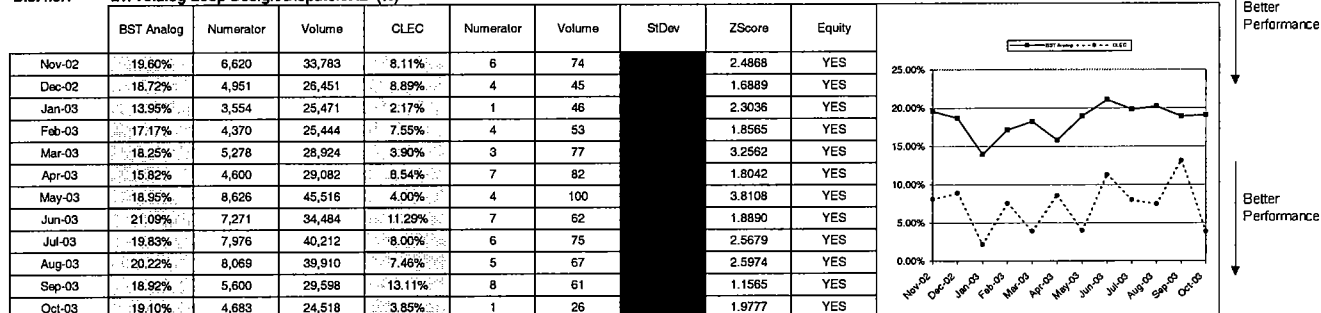 Better
Performance
BST Analog Numerator Volume CLEC Numerator Volume StDev ZScore Equity
Nov-02 19.60% 6,620 33,783 8.11% 6 74 2.4868 YES
Dec-02 18.72% 4,951 26,451 8.89% 4 45 1.6889 YES
Jan-03 13.95% 3,554 25,471 2.17% 1 46 2.3036 YES
Feb-03 17.17% 4,370 25,444 7.55% 4 53 1.8565 YES
Mar-03 18.25% 5,278 28,924 3.90% 3 77 3.2562 YES
Apr-03 15.82% 4,600 29,082 8.54% 7 82 1.8042 YES
May-03 18.95% 8,626 45,516 4.00% 4 100 3.8108 YES
Jun-03 21.09% 7,271 34,484 11.29% 7 62 1.8890 YES
Jul-03 19.83% 7,976 40,212 8.00% 6 75 2.5679 YES
Aug-03 20.22% 8,069 39,910 7.46% 5 67 2.5974 YES
Sep-03 18.92% 5,600 29,598 13.11% 8 61 1.1565 YES
Oct-03 19.10% 4,683 24,518 3.85% 1 26 1.9777 YES
BST Analog CLEC
25.00%
20.00%
15.00%
10.00%
5.00%
0.00%
Nov-02 Dec-02 Jan-03 Feb-03 Mar-03 Apr-03 May-03 Jun-03 Jul-03 Aug-03 Sep-03 Oct-03
Better
Performance